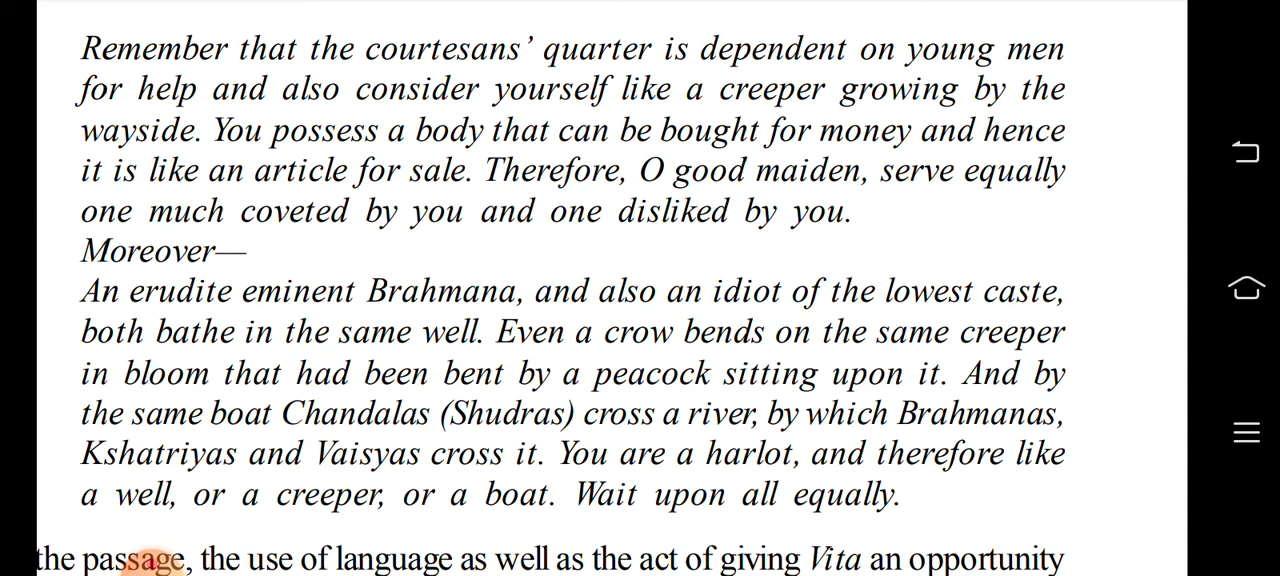 Remember that the courtesans’ quarter is dependent on young men
for help and also consider yourself like a creeper growing by the
wayside. You possess a body that can be bought for money and hence
it is like an article for sale. Therefore, O good maiden, serve equally
one much coveted by you and one disliked by you.
Moreover—
An erudite eminent Brahmana, and also an idiot of the lowest caste,
both bathe in the same well. Even a crow bends on the same creeper
in bloom that had been bent by a peacock sitting upon it. And by
the same boat Chandalas (Shudras) cross a river, by which Brahmanas,
Kshatriyas and Vaisyas cross it. You are a harlot, and therefore like
a well, or a creeper, or a boat. Wait upon all equally.
the passage, the use of language as well as the act of giving Vita an opportunity